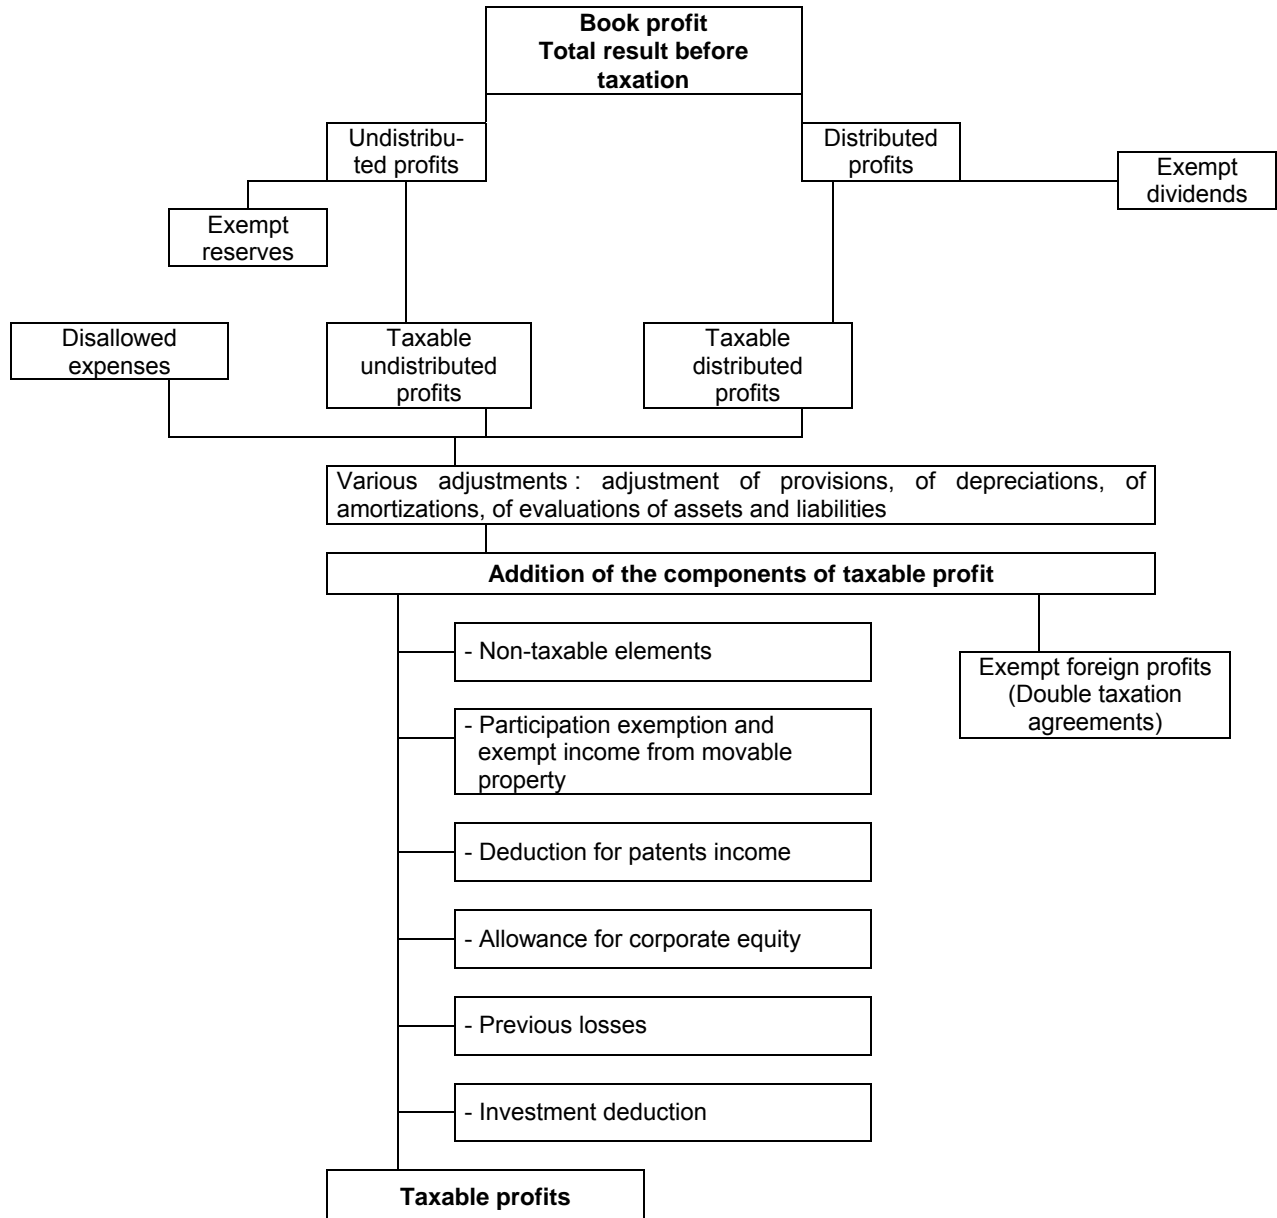 Book profit
Total result before
taxation
Undistribu-
ted profits
Distributed
profits
Exempt
dividends
Exempt
reserves
Disallowed
expenses
Taxable
undistributed
profits
Taxable
distributed
profits
Various adjustments : adjustment of provisions, of depreciations, of
amortizations, of evaluations of assets and liabilities
Addition of the components of taxable profit
- Non-taxable elements
Exempt foreign profits
(Double taxation
agreements)
- Participation exemption and
exempt income from movable
property
- Deduction for patents income
- Allowance for corporate equity
- Previous losses
- Investment deduction
Taxable profits